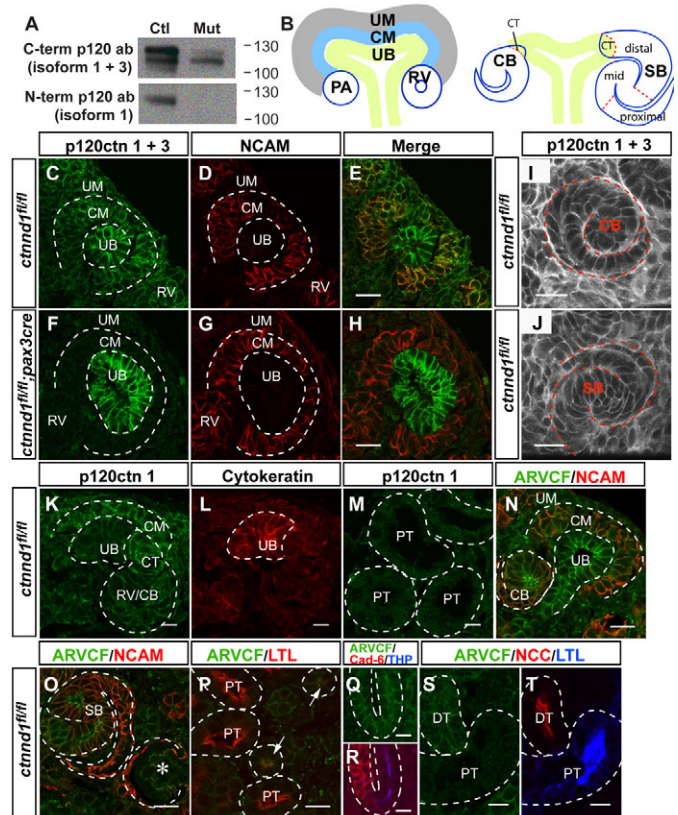 A
Ctl Mut
C-term p120 ab
(isoform 1 + 3)
-130
-100
N-term p120 ab
(isoform 1)
-130
-100
B
UM
CM
UB
PA
RV
CT
CB
CT
distal
mid
SB
proximal
p120ctn 1 + 3
NCAM
Merge
p120ctn 1 + 3
ctnnd1fl/fl
C
UM
CM
UB
RV
D
UM
CM
UB
RV
E
ctnnd1fl/fl
I
CB
ctnnd1fl/fl;pax3cre
F
UM
CM
UB
RV
G
UM
CM
UB
RV
H
ctnnd1fl/fl
J
SB
p120ctn 1
Cytokeratin
p120ctn 1
ARVCF/NCAM
ctnnd1fl/fl
K
CM
UB
CT
RV/CB
L
UB
M
PT
PT
PT
N
UM
CM
UB
CB
ARVCF/NCAM
ARVCF/LTL
ARVCF/
Cad-6/THP
ARVCF/NCC/LTL
ctnnd1fl/fl
O
SB
*
P
PT
PT
PT
Q
R
S
DT
PT
T
DT
PT